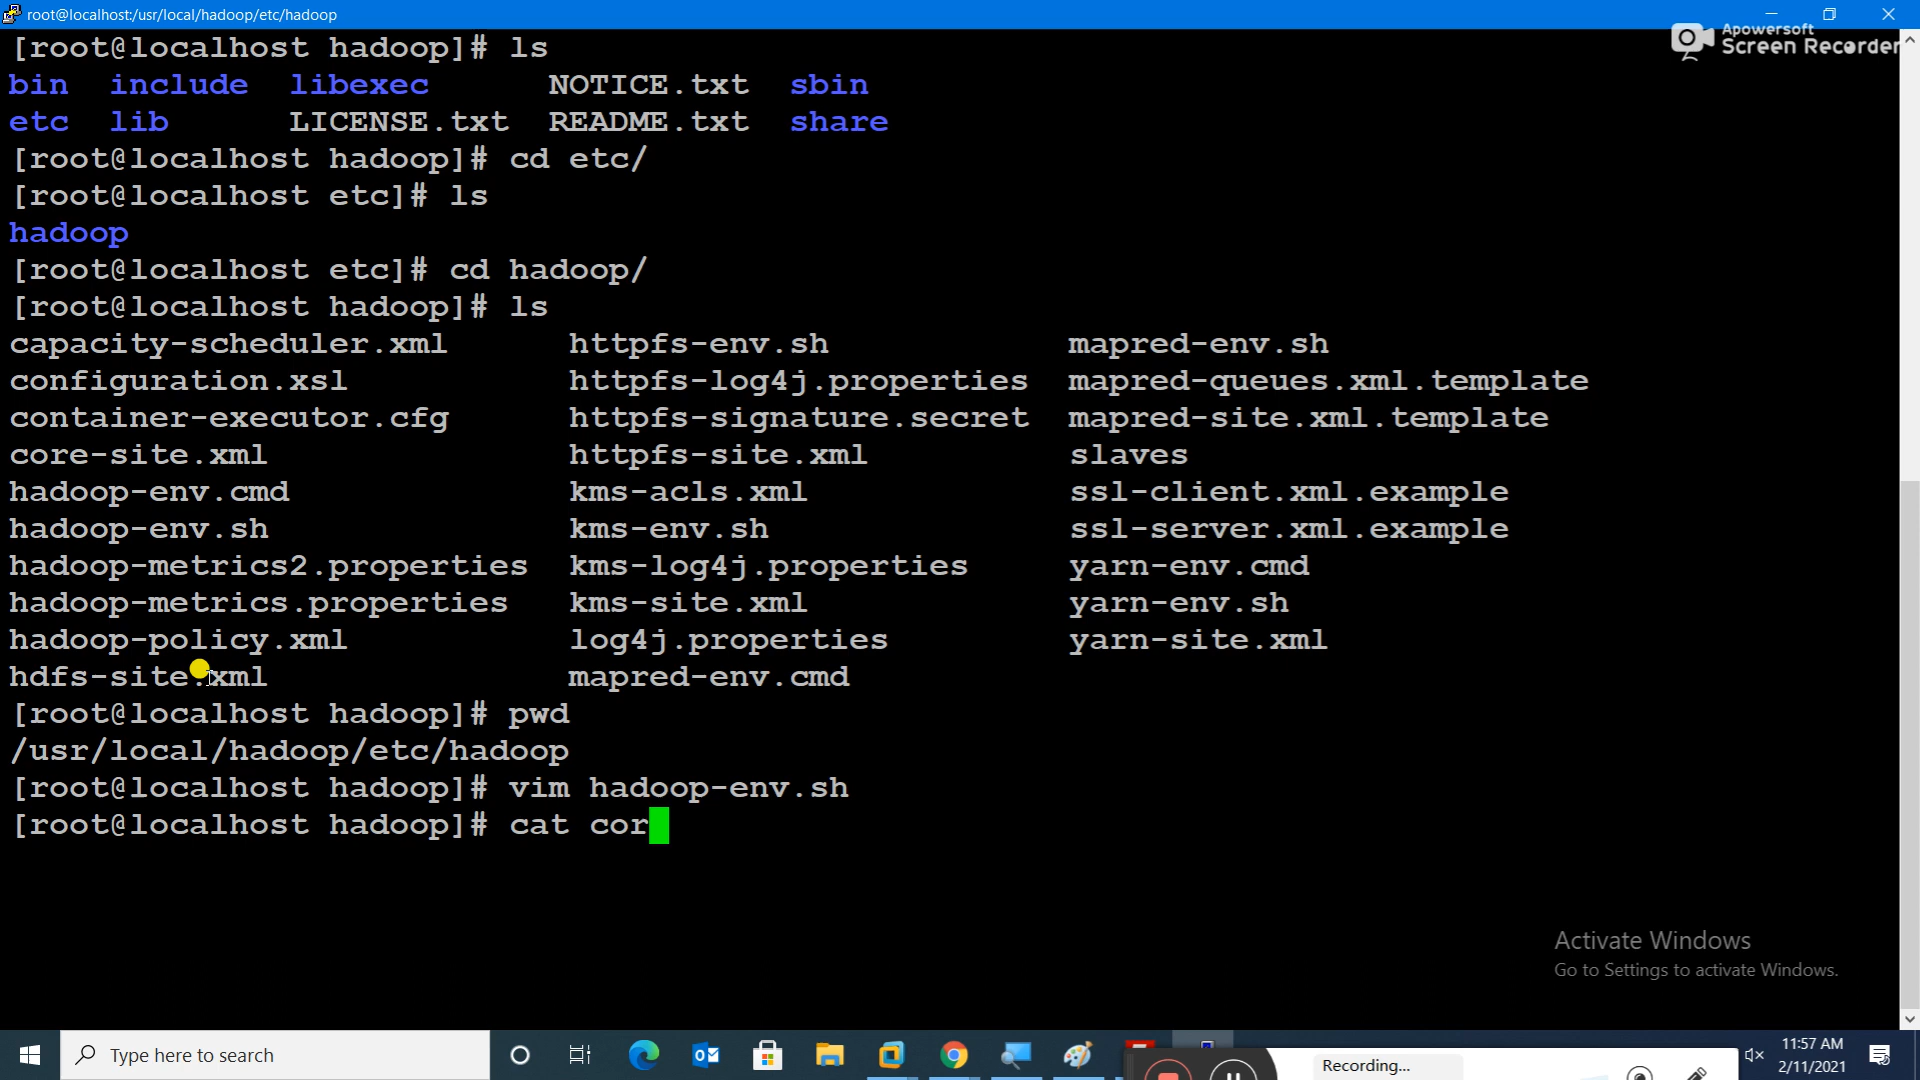 root@localhost:/usr/local/hadoop/etc/hadoop
Apowersoft
Screen Recorder
[root@localhost hadoop]# ls
bin include libexec NOTICE.txt sbin
etc lib LICENSE.txt README.txt share
[root@localhost hadoop]# cd etc/
[root@localhost etc]# ls
hadoop
[root@localhost etc]# cd hadoop/
[root@localhost hadoop]# ls
capacity-scheduler.xml httpfs-env.sh mapred-env.sh
configuration.xsl httpfs-log4j.properties mapred-queues.xml.template
container-executor.cfg httpfs-signature.secret mapred-site.xml.template
core-site.xml httpfs-site.xml slaves
hadoop-env.cmd kms-acls.xml ssl-client.xml.example
hadoop-env.sh kms-env.sh ssl-server.xml.example
hadoop-metrics2.properties kms-log4j.properties yarn-env.cmd
hadoop-metrics.properties kms-site.xml yarn-env.sh
hadoop-policy.xml log4j.properties yarn-site.xml
hdfs-site.xml mapred-env.cmd
[root@localhost hadoop]# pwd
/usr/local/hadoop/etc/hadoop
[root@localhost hadoop]# vim hadoop-env.sh
[root@localhost hadoop]# cat cor
Activate Windows
Go to Settings to activate Windows.
Type here to search
Recording...
11:57 AM
2/11/2021